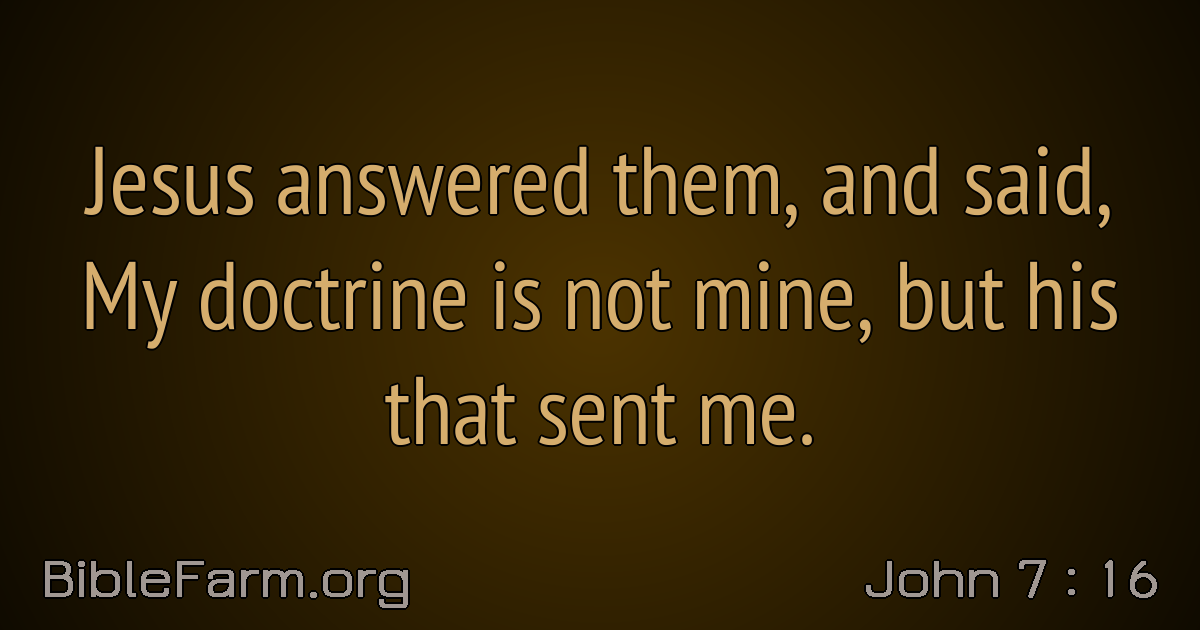 Jesus answered them, and said,
My doctrine is not mine, but his
that sent me.
BibleFarm.org
John 7 : 16